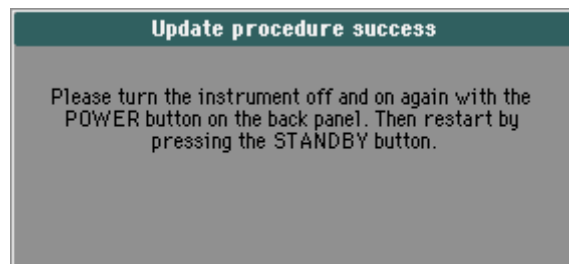 Update procedure success
Please turn the instrument off and on again with the
POWER button on the back panel. Then restart by
pressing the STANDBY button.